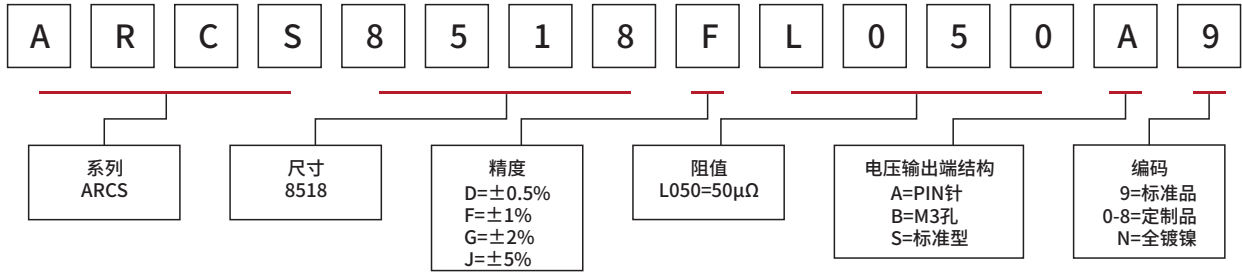 A R C S 8 5 1 8 F L 0 5 0 A 9
系列
ARCS
尺寸
8518
精度
D=±0.5%
F=±1%
G=±2%
J=±5%
阻值
L050=50μΩ
电压输出端结构
A=PIN针
B=M3孔
S=标准型
编码
9=标准品
0-8=定制品
N=全镀镍